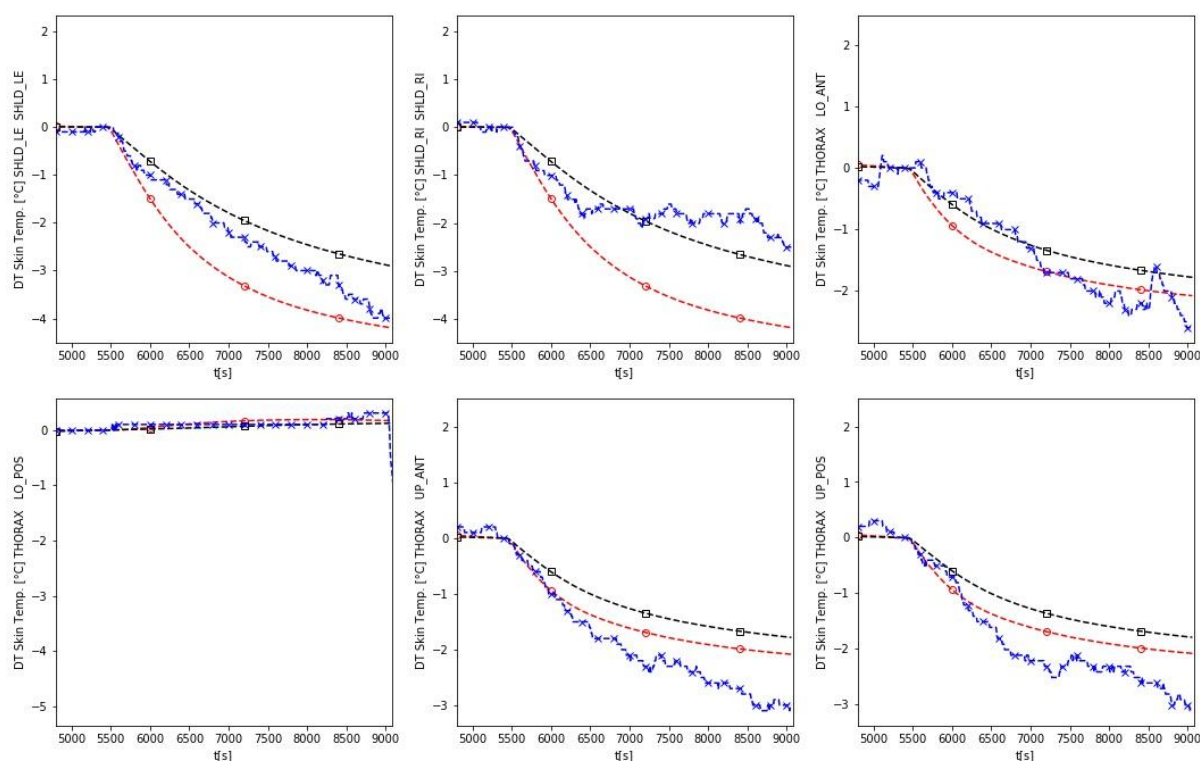 DT Skin Temp. [°C] SHLD_LE SHLD_LE
2
1
0
−1
−2
−3
−4
5000 5500 6000 6500 7000 7500 8000 8500 9000
t[s]
DT Skin Temp. [°C] SHLD_RI SHLD_RI
2
1
0
−1
−2
−3
−4
5000 5500 6000 6500 7000 7500 8000 8500 9000
t[s]
DT Skin Temp. [°C] THORAX LO_ANT
2
1
0
−1
−2
5000 5500 6000 6500 7000 7500 8000 8500 9000
t[s]
DT Skin Temp. [°C] THORAX LO_POS
0
−1
−2
−3
−4
−5
5000 5500 6000 6500 7000 7500 8000 8500 9000
t[s]
DT Skin Temp. [°C] THORAX UP_ANT
2
1
0
−1
−2
−3
5000 5500 6000 6500 7000 7500 8000 8500 9000
t[s]
DT Skin Temp. [°C] THORAX UP_POS
2
1
0
−1
−2
−3
5000 5500 6000 6500 7000 7500 8000 8500 9000
t[s]